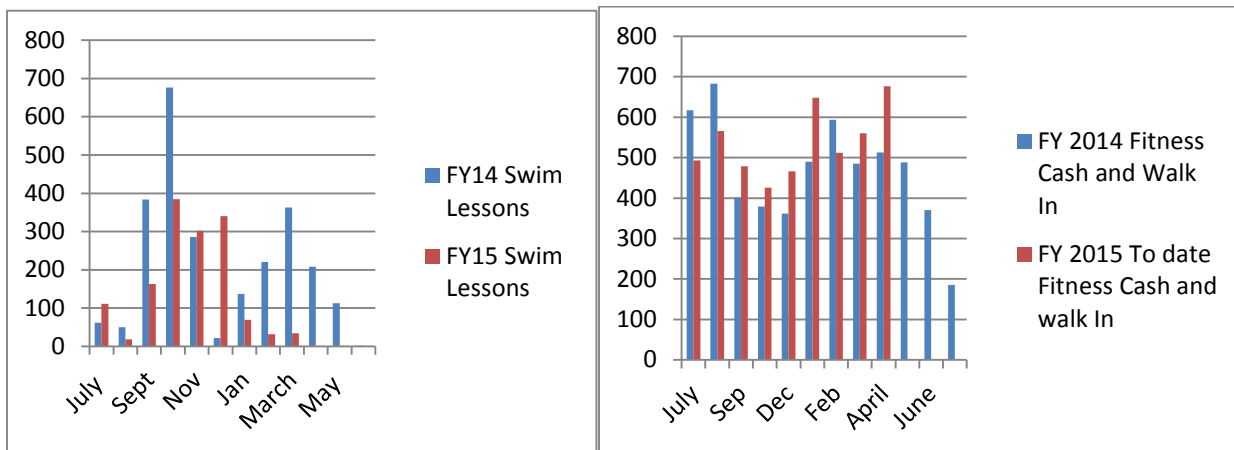 800
700
600
500
400
300
200
100
0
July
Sept
Nov
Jan
March
May
FY14 Swim
Lessons
FY15 Swim
Lessons
800
700
600
500
400
300
200
100
0
July
Sep
Dec
Feb
April
June
FY 2014 Fitness
Cash and Walk
In
FY 2015 To date
Fitness Cash and
walk In